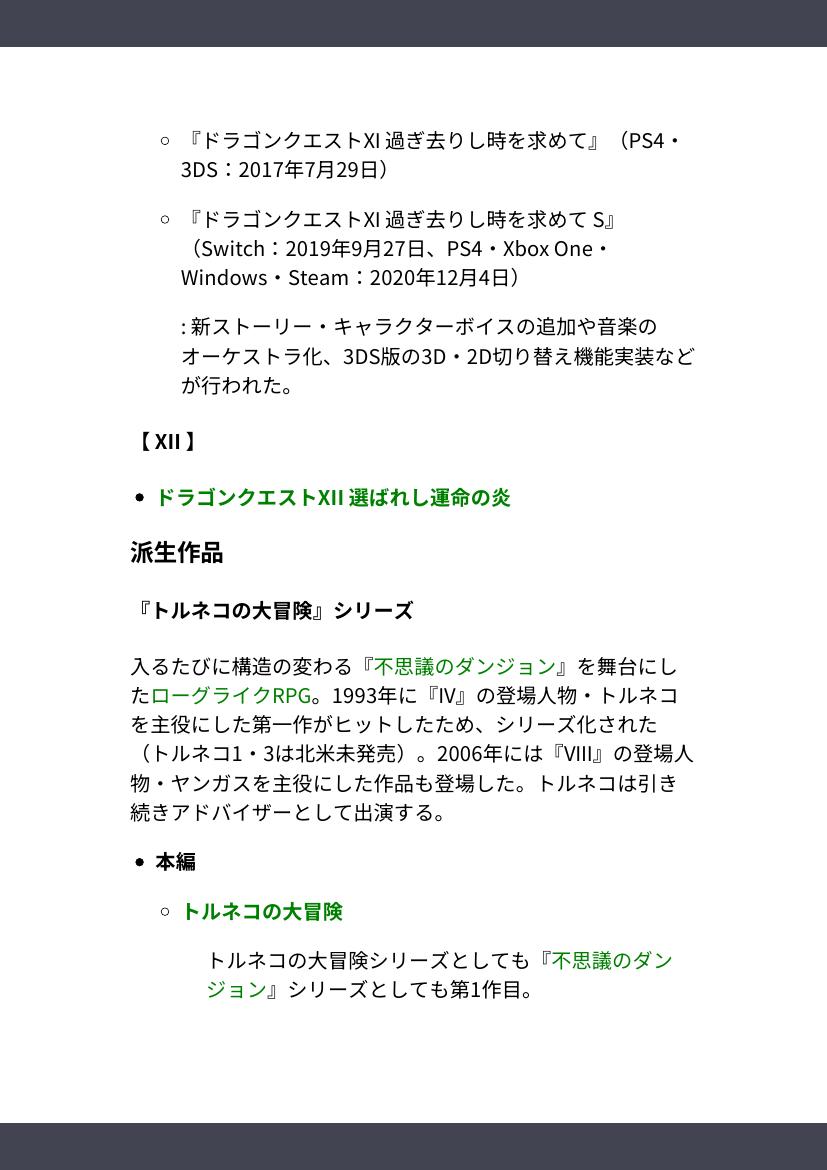 『ドラゴンクエストXI 過ぎ去りし時を求めて』（PS4・
3DS：2017年7月29日）
『ドラゴンクエストXI 過ぎ去りし時を求めて S』
（Switch：2019年9月27日、PS4・Xbox One・
Windows・Steam：2020年12月4日）
: 新ストーリー・キャラクターボイスの追加や音楽の
オーケストラ化、3DS版の3D・2D切り替え機能実装など
が行われた。
【 XII 】
ドラゴンクエストXII 選ばれし運命の炎
派生作品
『トルネコの大冒険』シリーズ
入るたびに構造の変わる『不思議のダンジョン』を舞台にし
たローグライクRPG。1993年に『IV』の登場人物・トルネコ
を主役にした第一作がヒットしたため、シリーズ化された
（トルネコ1・3は北米未発売）。2006年には『VIII』の登場人
物・ヤンガスを主役にした作品も登場した。トルネコは引き
続きアドバイザーとして出演する。
本編
トルネコの大冒険
トルネコの大冒険シリーズとしても『不思議のダン
ジョン』シリーズとしても第1作目。